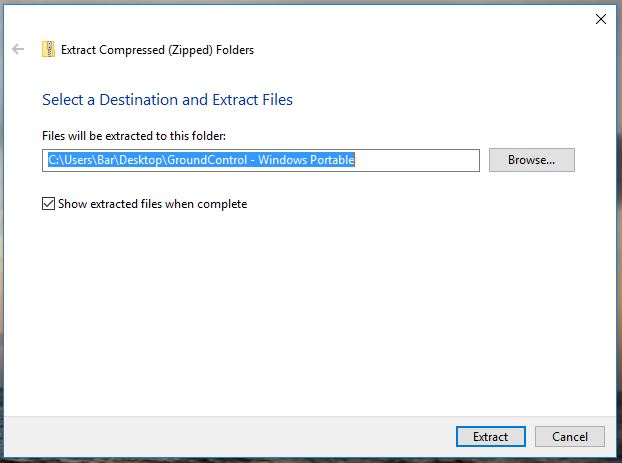 Extract Compressed (Zipped) Folders
Select a Destination and Extract Files
Files will be extracted to this folder:
C:\Users\Bar\Desktop\GroundControl - Windows Portable
Browse...
Show extracted files when complete
Extract
Cancel